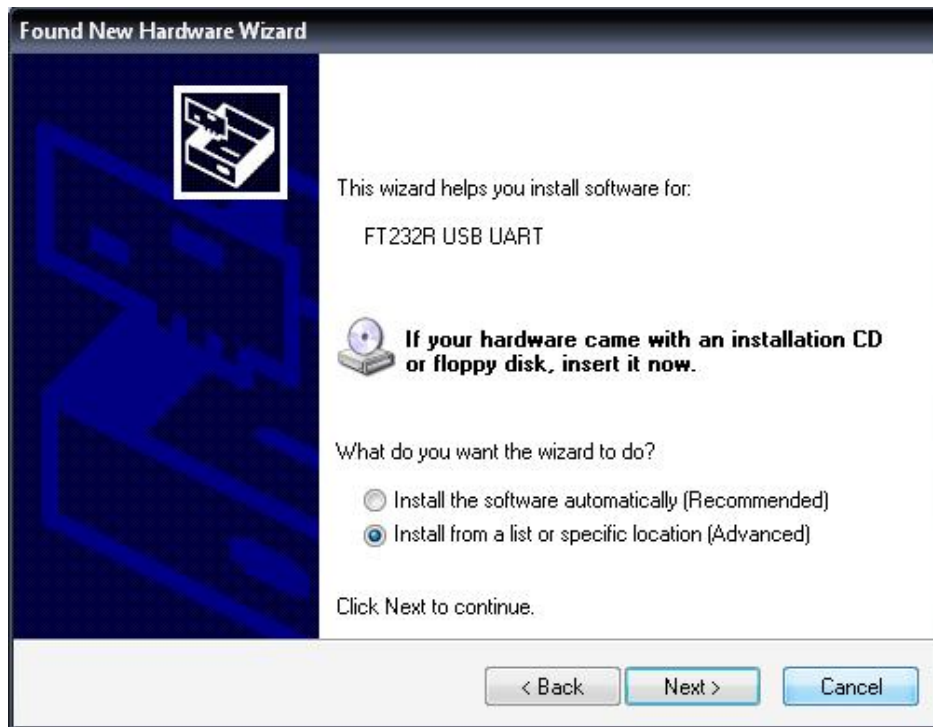 Found New Hardware Wizard
This wizard helps you install software for:
FT232R USB UART
If your hardware came with an installation CD
or floppy disk, insert it now.
What do you want the wizard to do?
Install the software automatically (Recommended)
Install from a list or specific location (Advanced)
Click Next to continue.
< Back Next > Cancel